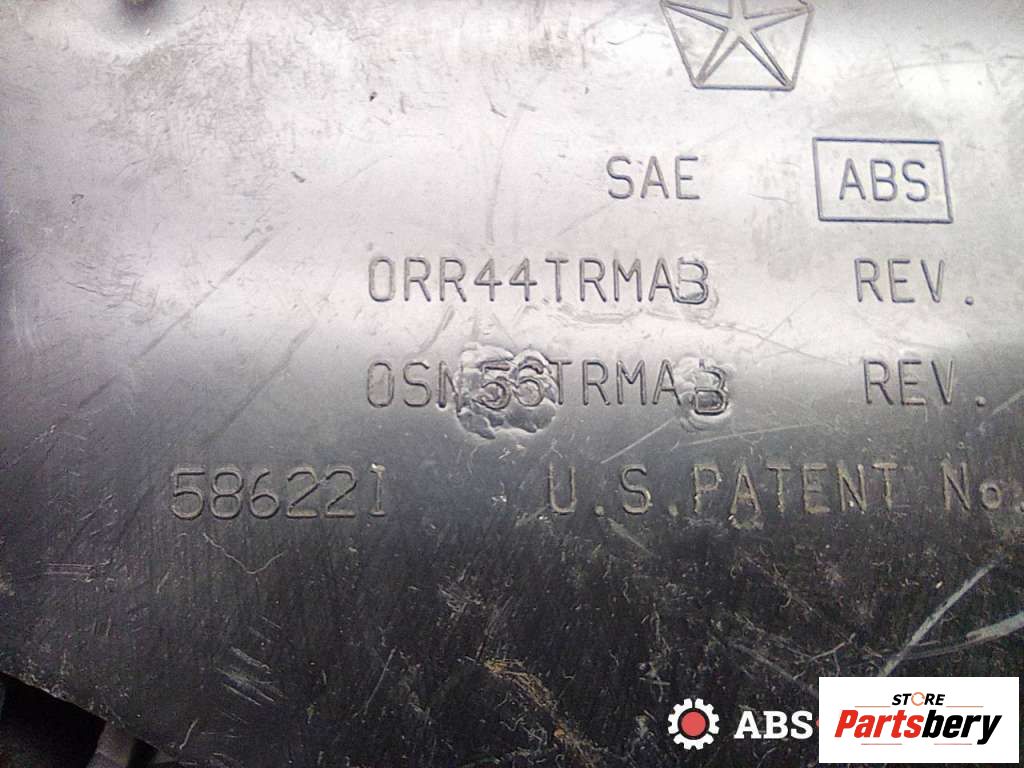 SAE ABS
0RR44TRMAB REV.
0SN56TRMAB REV.
586221 U.S. PATENT No.
ABS
STORE
Partsbery